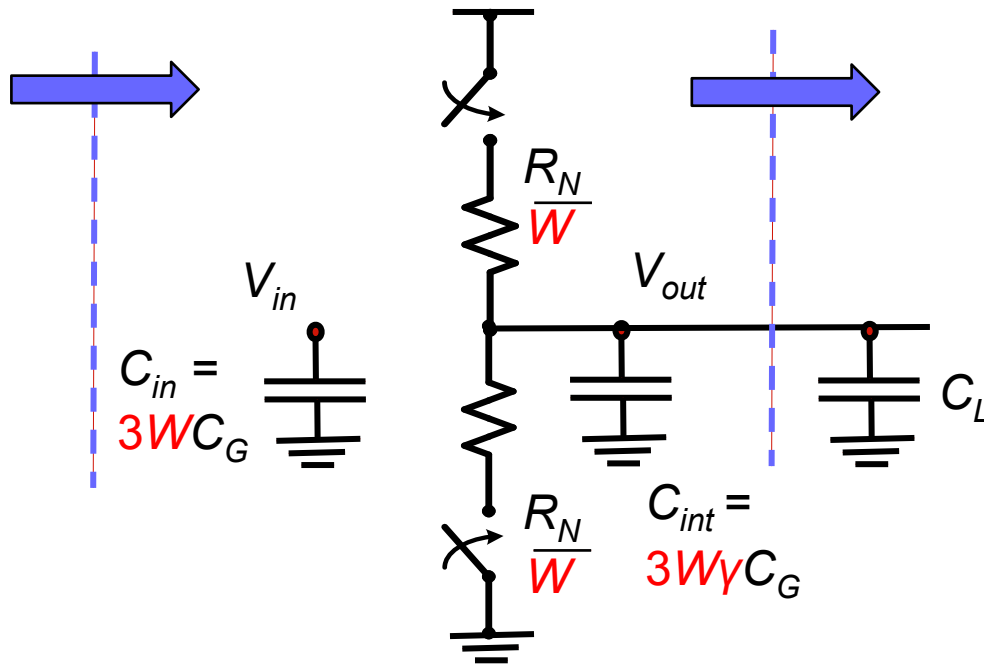 R_N
W
V_in
V_out
C_in =
3WC_G
C_L
R_N
W
C_int =
3WγC_G